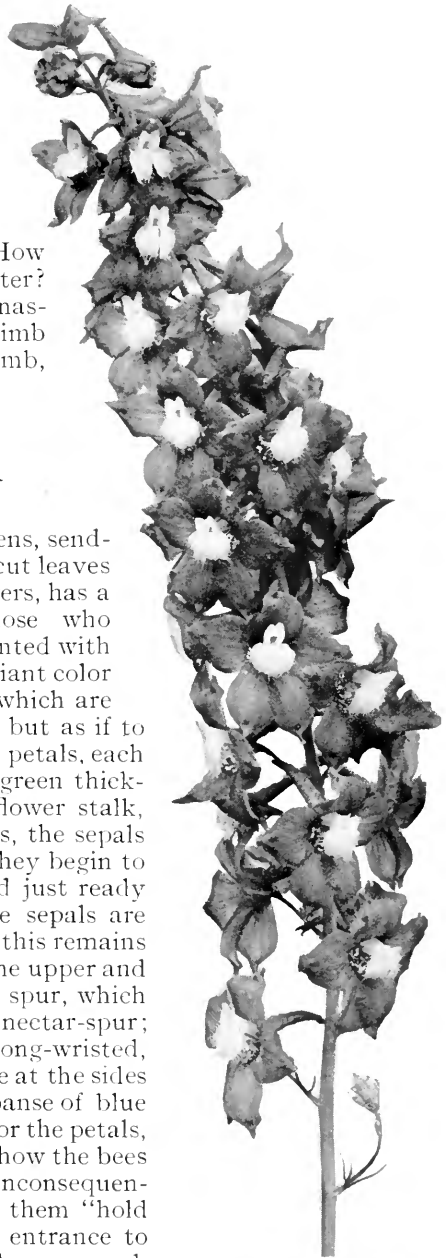 How
ter?
nas-
imb
mb,
ens, send-
cut leaves
ers, has a
ose who
nted with
iant color
which are
but as if to
petals, each
green thick-
flower stalk,
s, the sepals
hey begin to
d just ready
e sepals are
this remains
he upper and
spur, which
nectar-spur;
ong-wristed,
e at the sides
panse of blue
or the petals,
how the bees
nconsequen-
them “hold
entrance to